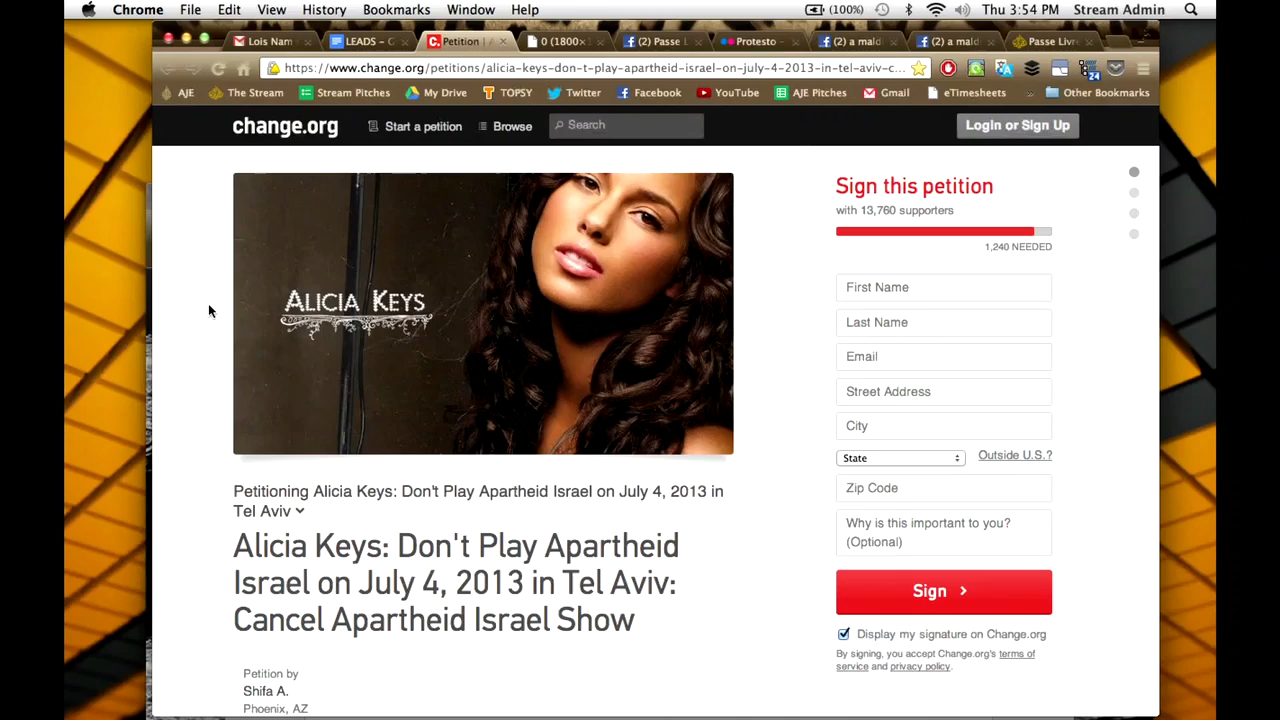 Chrome File Edit View History Bookmarks Window Help (100%) Thu 3:54 PM Stream Admin
Lois Nam LEADS – G Petition | A 0 (1800× (2) Passe L Protesto – (2) a mald (2) a mald Passe Livr
https://www.change.org/petitions/alicia-keys-don-t-play-apartheid-israel-on-july-4-2013-in-tel-aviv-c... 24
AJE The Stream Stream Pitches My Drive TOPSY Twitter Facebook YouTube AJE Pitches Gmail eTimesheets Other Bookmarks
change.org Start a petition Browse Search Login or Sign Up
ALICIA KEYS
Petitioning Alicia Keys: Don't Play Apartheid Israel on July 4, 2013 in
Tel Aviv
Alicia Keys: Don't Play Apartheid
Israel on July 4, 2013 in Tel Aviv:
Cancel Apartheid Israel Show
Petition by
Shifa A.
Phoenix, AZ
Sign this petition
with 13,760 supporters
1,240 NEEDED
First Name
Last Name
Email
Street Address
City
State Outside U.S.?
Zip Code
Why is this important to you?
(Optional)
Sign
Display my signature on Change.org
By signing, you accept Change.org's terms of
service and privacy policy.